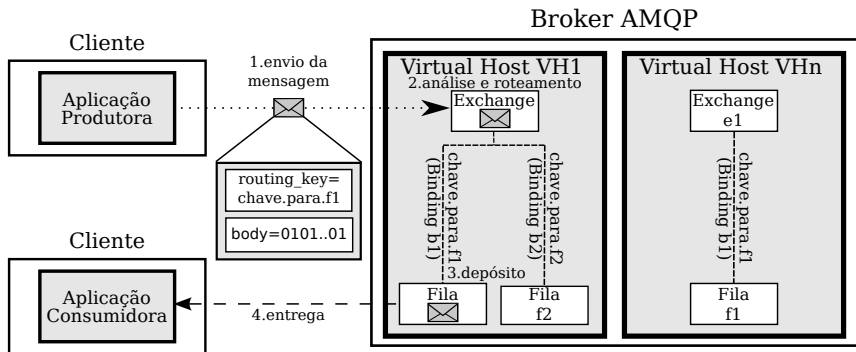 Broker AMQP
Cliente
Aplicação
Produtora
1.envio da
mensagem
routing_key=
chave.para.f1
body=0101..01
Virtual Host VH1
2.análise e roteamento
Exchange
chave.para.f1
(Binding b1)
chave.para.f2
(Binding b2)
3.depósito
Fila
Fila
f2
Virtual Host VHn
Exchange
e1
chave.para.f1
(Binding b1)
Fila
f1
Cliente
Aplicação
Consumidora
4.entrega